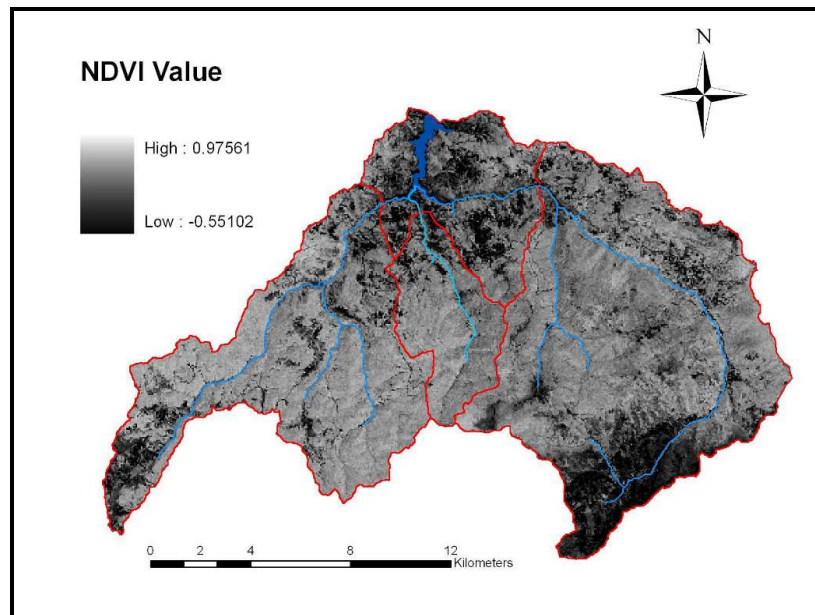 N
NDVI Value
High : 0.97561
Low : -0.55102
0 2 4 8 12
Kilometers